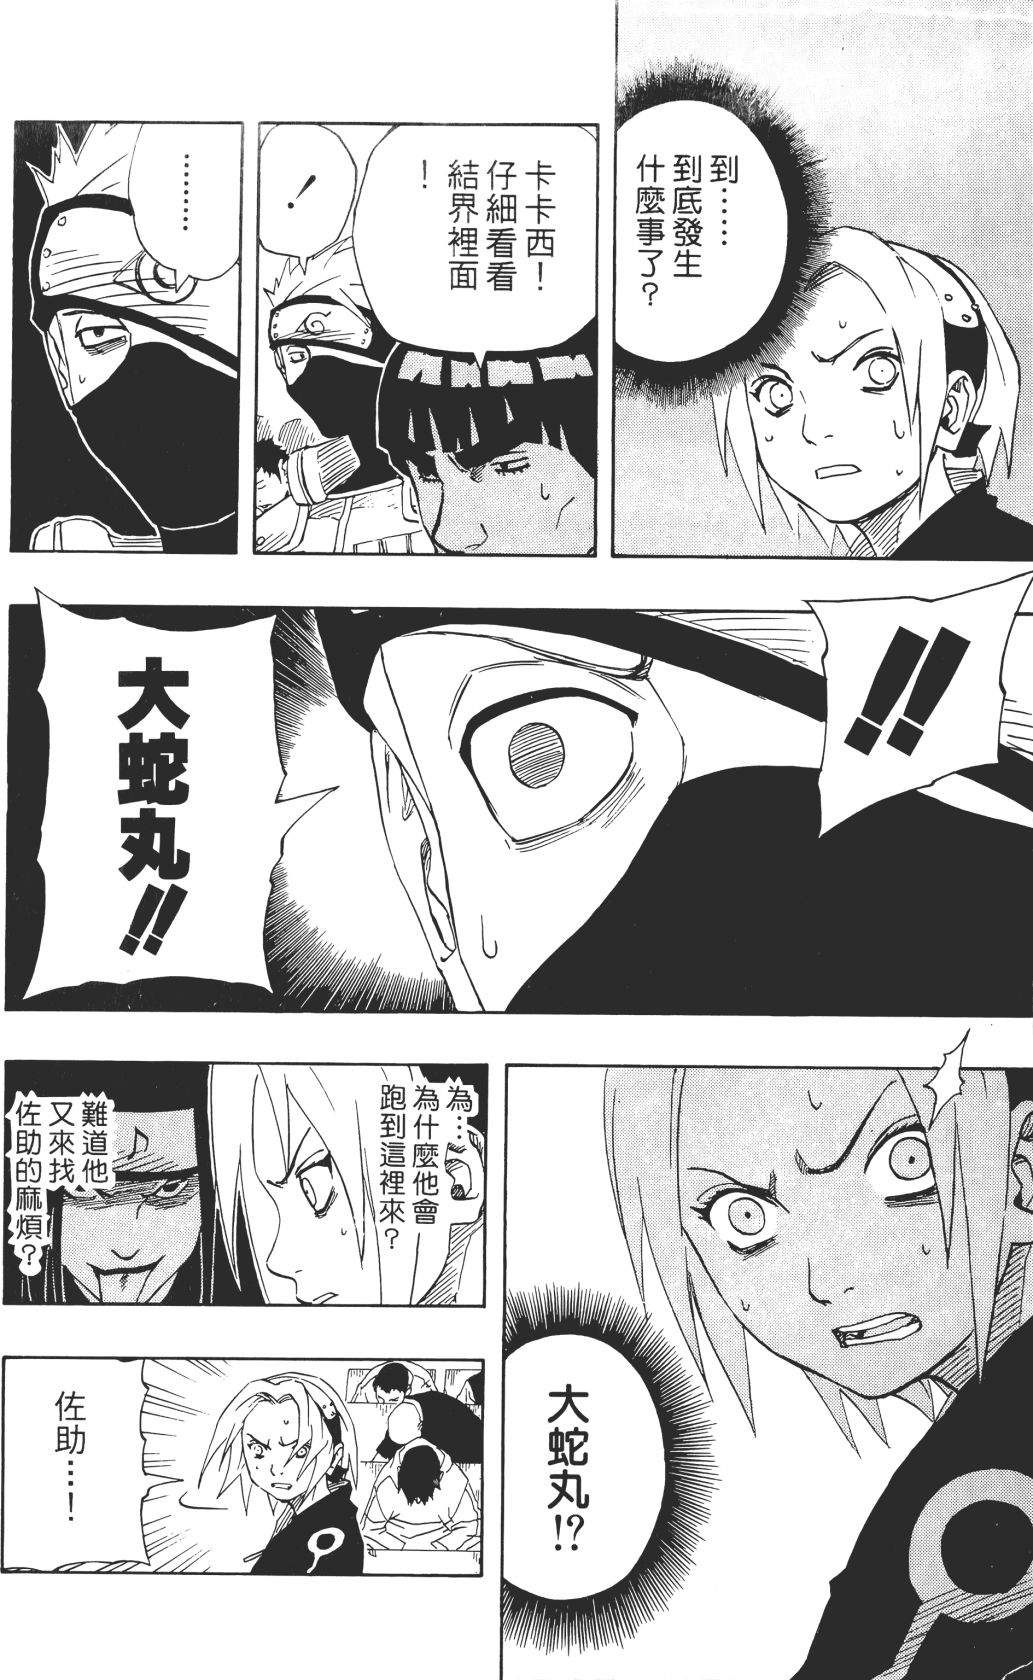 到……
到底發生
什麼事了?
卡卡西!
仔細看看
結界裡面
!
!
………
!!
大蛇丸!!
大蛇丸!?
為…
為什麼他會
跑到這裡來?
難道他
又來找
佐助的麻煩?
佐助…!